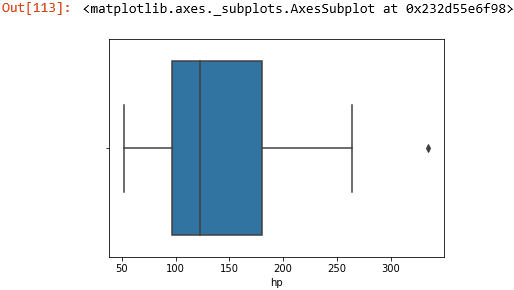 Out[113]: <matplotlib.axes._subplots.AxesSubplot at 0x232d55e6f98>
50 100 150 200 250 300
hp